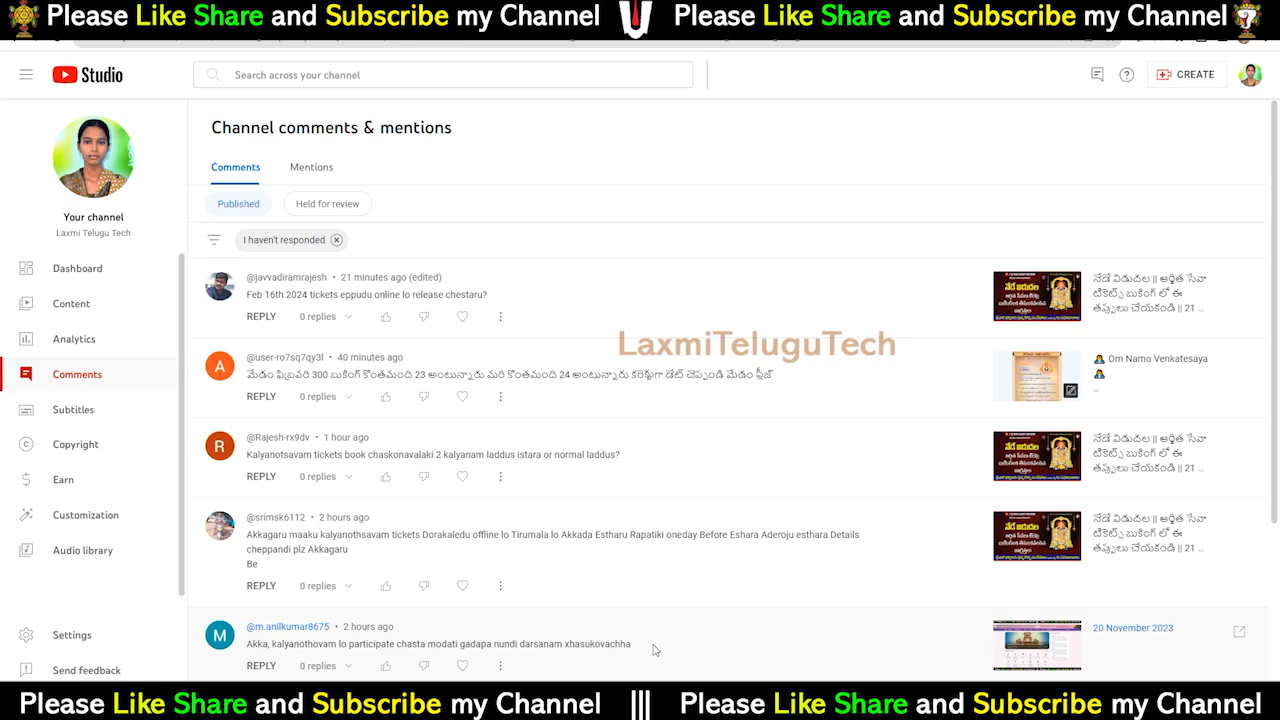 Please Like Share and Subscribe my Channel
Please Like Share and Subscribe my Channel
Studio
Search across your channel
CREATE
Your channel
Laxmi Telugu Tech
Dashboard
Content
Analytics
Comments
Subtitles
Copyright
Earn
Customization
Audio library
Settings
Send feedback
Channel comments & mentions
Comments
Mentions
Published
Held for review
I haven't responded
@javvadiramrajesh • 21 minutes ago (edited)
Feb 16th 2024 tickets eppudu online lo release chestaru?
REPLY
0 replies
నేడే విడుదల
నేడే విడుదల || ఆర్జిత సేవా
టికెట్స్ బుకింగ్ లో ఈ
తప్పులు చేయకండి || 21 ...
LaxmiTeluguTech
@user-ro7sq7qy3l • 40 minutes ago
మేడం ఫిబ్రవరి రూమ్ బుకింగ్ కొంతమంది 23 అంటున్నారు మరి కొంతమంది 24 అంటున్నారు కరెక్టుగా డేట్ చెప్పండి మేడం ప్లీజ్
REPLY
0 replies
Om Namo Venkatesaya
...
@Rajesh-rx9dv • 1 hour ago
Kalyanotsavam tickets book chaskonavalaki 2 kalyanam laddus istara or normal laddus?
REPLY
0 replies
నేడే విడుదల
నేడే విడుదల || ఆర్జిత సేవా
టికెట్స్ బుకింగ్ లో ఈ
తప్పులు చేయకండి || 21 ...
@srimsk6112 • 2 hours ago
Akkagaru maaku kalyanothsavam tickets Dorakaledu offline lo Tirumala lo Akkada Estharu Rapatiki oneday Before Eshara Aderoju esthara Details
cheppandi plz Akkagaru
Be
REPLY
0 replies
నేడే విడుదల
నేడే విడుదల || ఆర్జిత సేవా
టికెట్స్ బుకింగ్ లో ఈ
తప్పులు చేయకండి || 21 ...
@m.anilkumar8675 • 2 hours ago
Akka, kalyanam seva lo participate chasta modati gadapa nundi darsanam xhasukovachha
REPLY
0 replies
20 November 2023
Please Like Share and Subscribe my Channel
Please Like Share and Subscribe my Channel